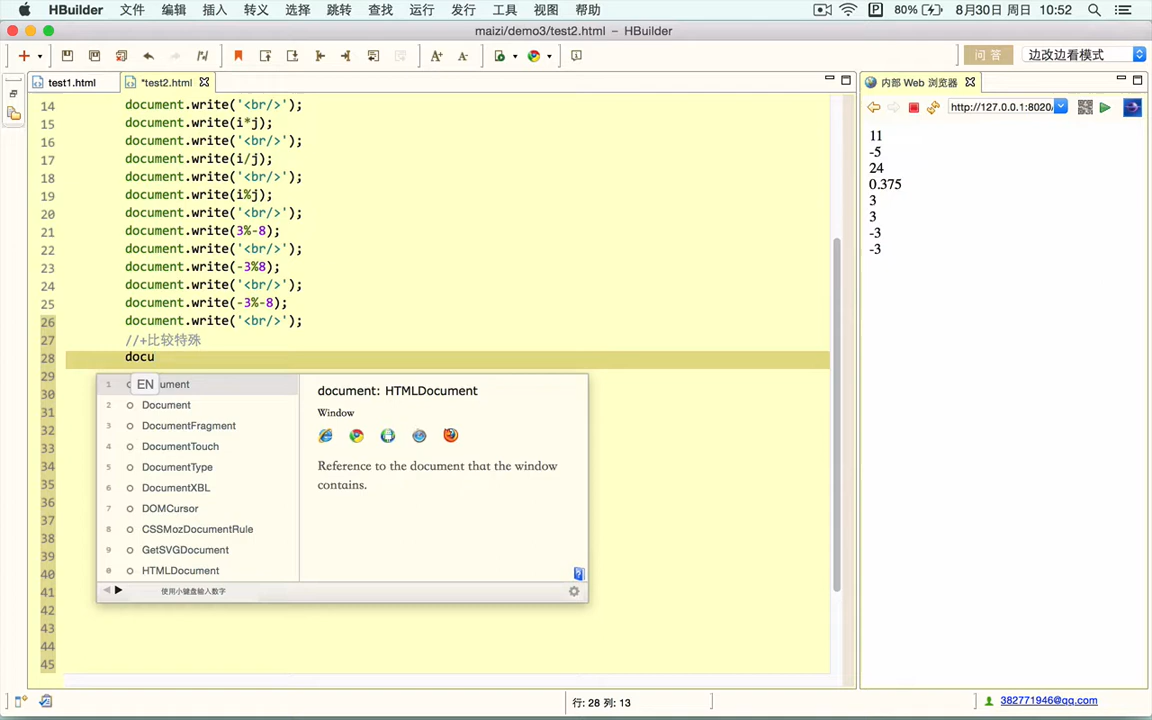 HBuilder 文件 编辑 插入 转义 选择 跳转 查找 运行 发行 工具 视图 帮助 P 80% 8月30日 周日 10:52
maizi/demo3/test2.html – HBuilder
A+ A- 问 答 边改边看模式
test1.html *test2.html 内部 Web 浏览器
http://127.0.0.1:8020/
14 document.write('<br/>');
15 document.write(i*j);
16 document.write('<br/>');
17 document.write(i/j);
18 document.write('<br/>');
19 document.write(i%j);
20 document.write('<br/>');
21 document.write(3%-8);
22 document.write('<br/>');
23 document.write(-3%8);
24 document.write('<br/>');
25 document.write(-3%-8);
26 document.write('<br/>');
27 //+比较特殊
28 docu
29
30
31
32
33
34
35
36
37
38
39
40
41
42
43
44
45
1 EN ument
2 Document
3 DocumentFragment
4 DocumentTouch
5 DocumentType
6 DocumentXBL
7 DOMCursor
8 CSSMozDocumentRule
9 GetSVGDocument
0 HTMLDocument
使用小键盘输入数字
document: HTMLDocument
Window
Reference to the document that the window
contains.
11
-5
24
0.375
3
3
-3
-3
行: 28 列: 13
382771946@qq.com